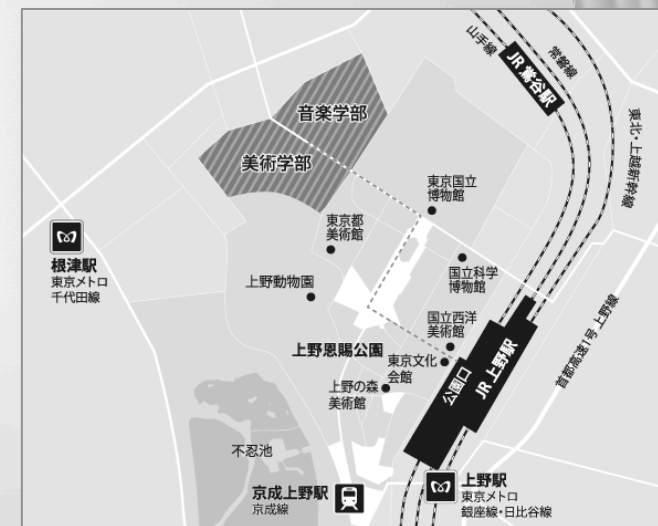 山手線
常磐線
JR 鶯谷駅
東北・上越新幹線
音楽学部
美術学部
東京国立
博物館
東京都
美術館
根津駅
東京メトロ
千代田線
上野動物園
国立科学
博物館
国立西洋
美術館
首都高速1号 上野線
上野恩賜公園
東京文化
会館
公園口
JR 上野駅
上野の森
美術館
不忍池
京成上野駅
京成線
上野駅
東京メトロ
銀座線・日比谷線